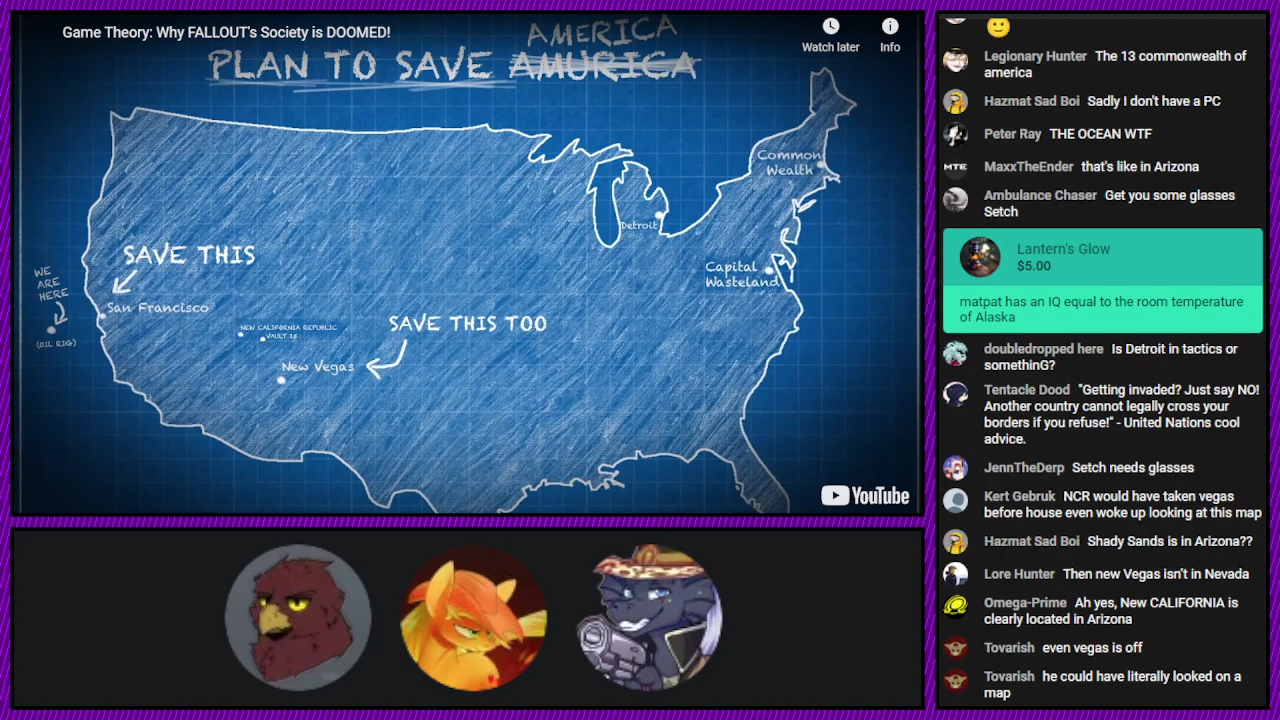 Game Theory: Why FALLOUT's Society is DOOMED!
Watch later
Info
AMERICA
PLAN TO SAVE AMURICA
Common
Wealth
Detroit
Capital
Wasteland
SAVE THIS
WE
ARE
HERE
San Francisco
(OIL RIG)
NEW CALIFORNIA REPUBLIC
VAULT 15
SAVE THIS TOO
New Vegas
YouTube
Legionary Hunter The 13 commonwealth of
america
Hazmat Sad Boi Sadly I don't have a PC
Peter Ray THE OCEAN WTF
MTE
MaxxTheEnder that's like in Arizona
Ambulance Chaser Get you some glasses
Setch
Lantern's Glow
$5.00
matpat has an IQ equal to the room temperature
of Alaska
doubledropped here Is Detroit in tactics or
somethinG?
Tentacle Dood "Getting invaded? Just say NO!
Another country cannot legally cross your
borders if you refuse!" - United Nations cool
advice.
JennTheDerp Setch needs glasses
Kert Gebruk NCR would have taken vegas
before house even woke up looking at this map
Hazmat Sad Boi Shady Sands is in Arizona??
Lore Hunter Then new Vegas isn't in Nevada
Omega-Prime Ah yes, New CALIFORNIA is
clearly located in Arizona
Tovarish even vegas is off
Tovarish he could have literally looked on a
map